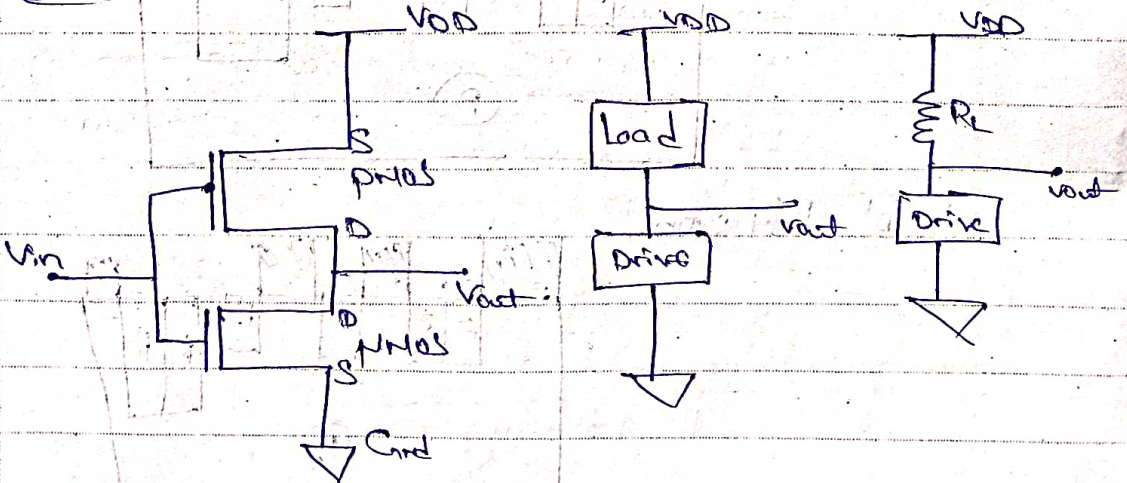 VDD
S
PMOS
D
Vin
Vout
D
NMOS
S
Gnd
VDD
Load
Vout
Drive
VDD
RL
Vout
Drive